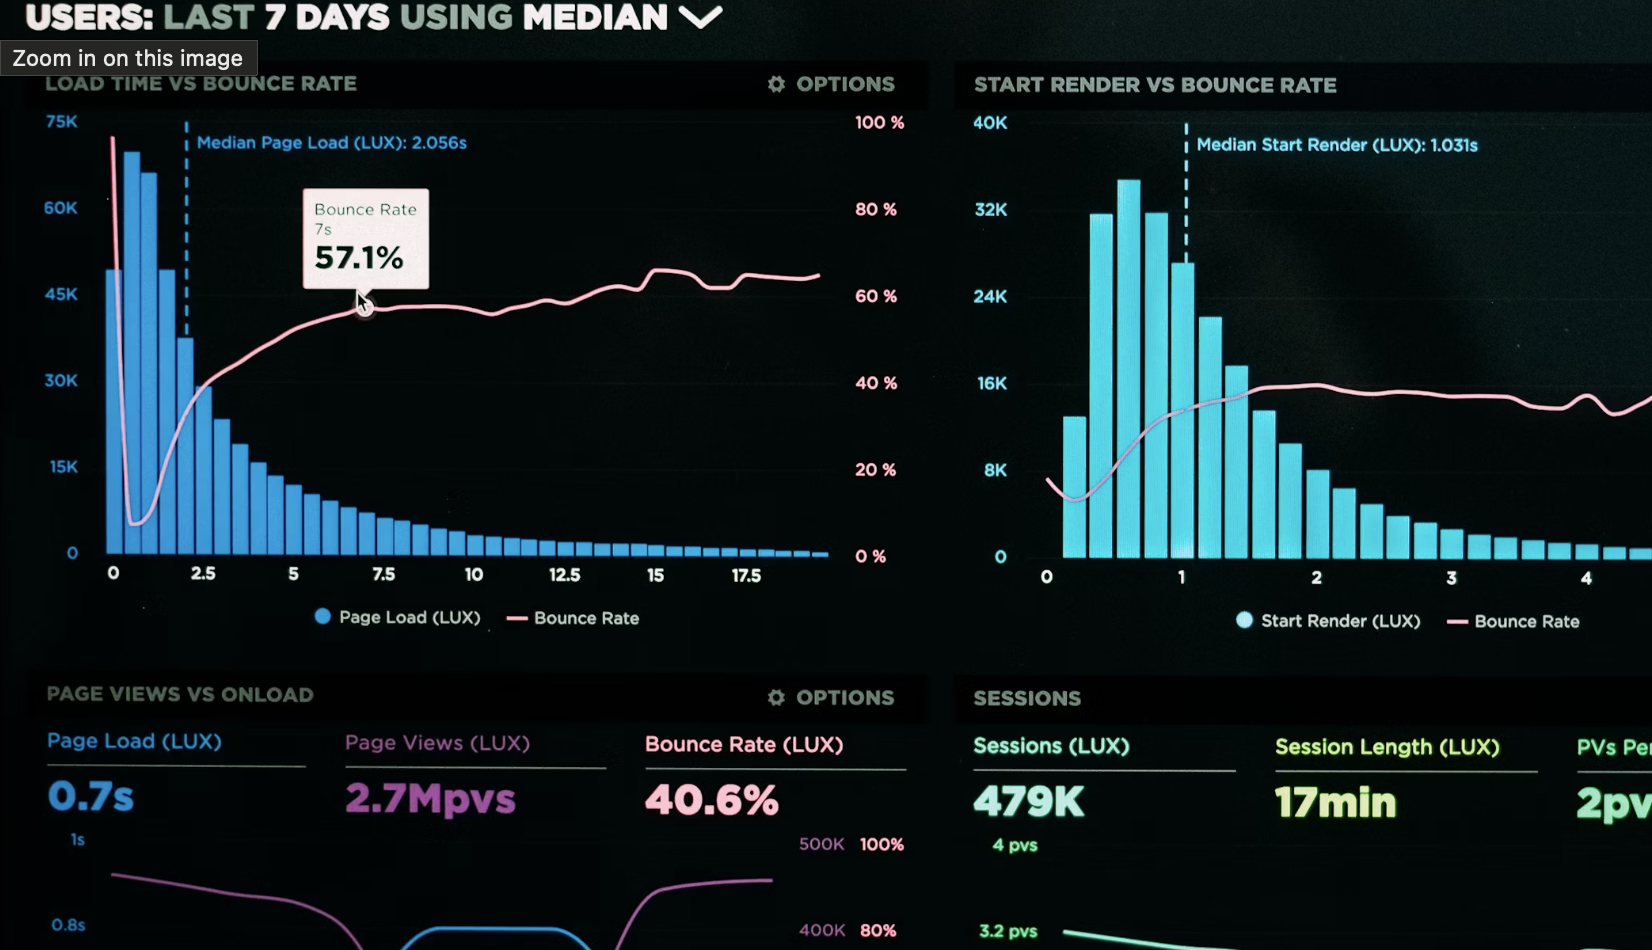 USERS: LAST 7 DAYS USING MEDIAN
Zoom in on this image
LOAD TIME VS BOUNCE RATE
OPTIONS
75K
60K
45K
30K
15K
0
Median Page Load (LUX): 2.056s
Bounce Rate
7s
57.1%
100 %
80 %
60 %
40 %
20 %
0 %
0 2.5 5 7.5 10 12.5 15 17.5
Page Load (LUX) Bounce Rate
START RENDER VS BOUNCE RATE
40K
32K
24K
16K
8K
0
Median Start Render (LUX): 1.031s
0 1 2 3 4
Start Render (LUX) Bounce Rate
PAGE VIEWS VS ONLOAD
OPTIONS
Page Load (LUX)
0.7s
Page Views (LUX)
2.7Mpvs
Bounce Rate (LUX)
40.6%
1s
0.8s
500K 100%
400K 80%
SESSIONS
Sessions (LUX)
479K
Session Length (LUX)
17min
PVs Pe
2pv
4 pvs
3.2 pvs